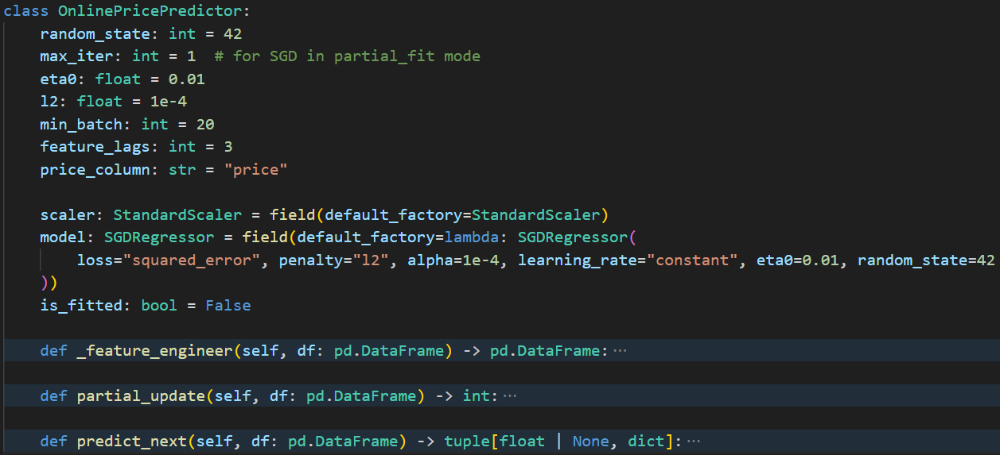 class OnlinePricePredictor:
    random_state: int = 42
    max_iter: int = 1  # for SGD in partial_fit mode
    eta0: float = 0.01
    l2: float = 1e-4
    min_batch: int = 20
    feature_lags: int = 3
    price_column: str = "price"

    scaler: StandardScaler = field(default_factory=StandardScaler)
    model: SGDRegressor = field(default_factory=lambda: SGDRegressor(
        loss="squared_error", penalty="l2", alpha=1e-4, learning_rate="constant", eta0=0.01, random_state=42
    ))
    is_fitted: bool = False

    def _feature_engineer(self, df: pd.DataFrame) -> pd.DataFrame:···

    def partial_update(self, df: pd.DataFrame) -> int:···

    def predict_next(self, df: pd.DataFrame) -> tuple[float | None, dict]:···